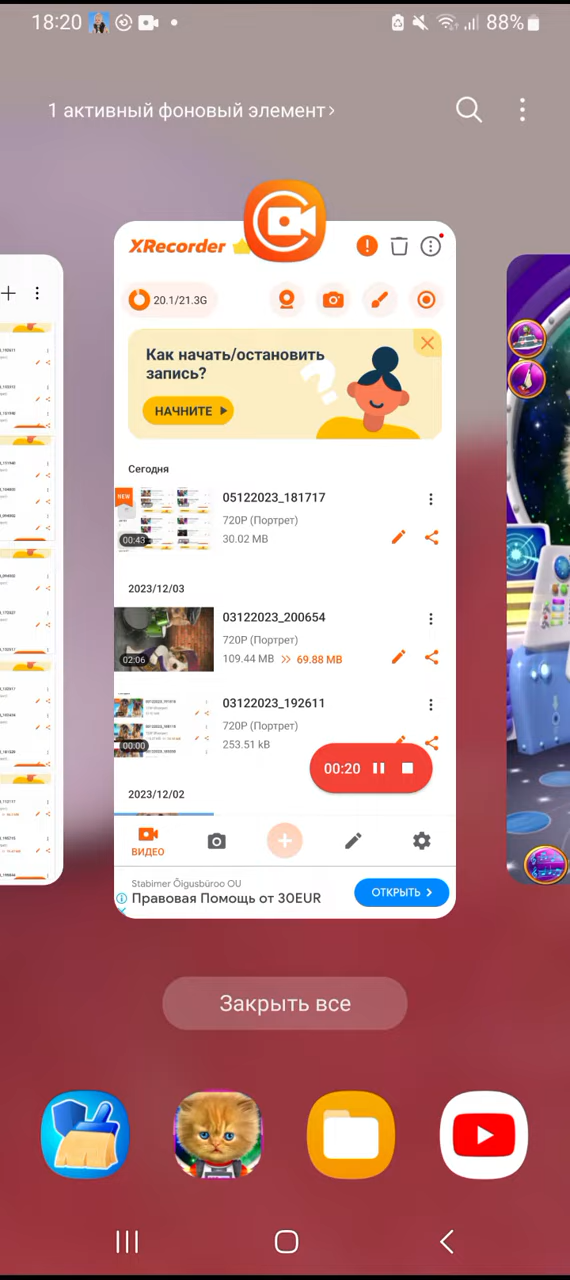 18:20
88%
1 активный фоновый элемент
XRecorder
20.1/21.3G
Как начать/остановить
запись?
НАЧНИТЕ
Сегодня
NEW
05122023_181717
720P (Портрет)
00:43
30.02 MB
2023/12/03
03122023_200654
720P (Портрет)
02:06
109.44 MB >> 69.88 MB
03122023_192611
720P (Портрет)
00:00
253.51 kB
00:20
2023/12/02
ВИДЕО
Stabirner Õigusbüroo OU
Правовая Помощь от 30EUR
ОТКРЫТЬ
Закрыть все